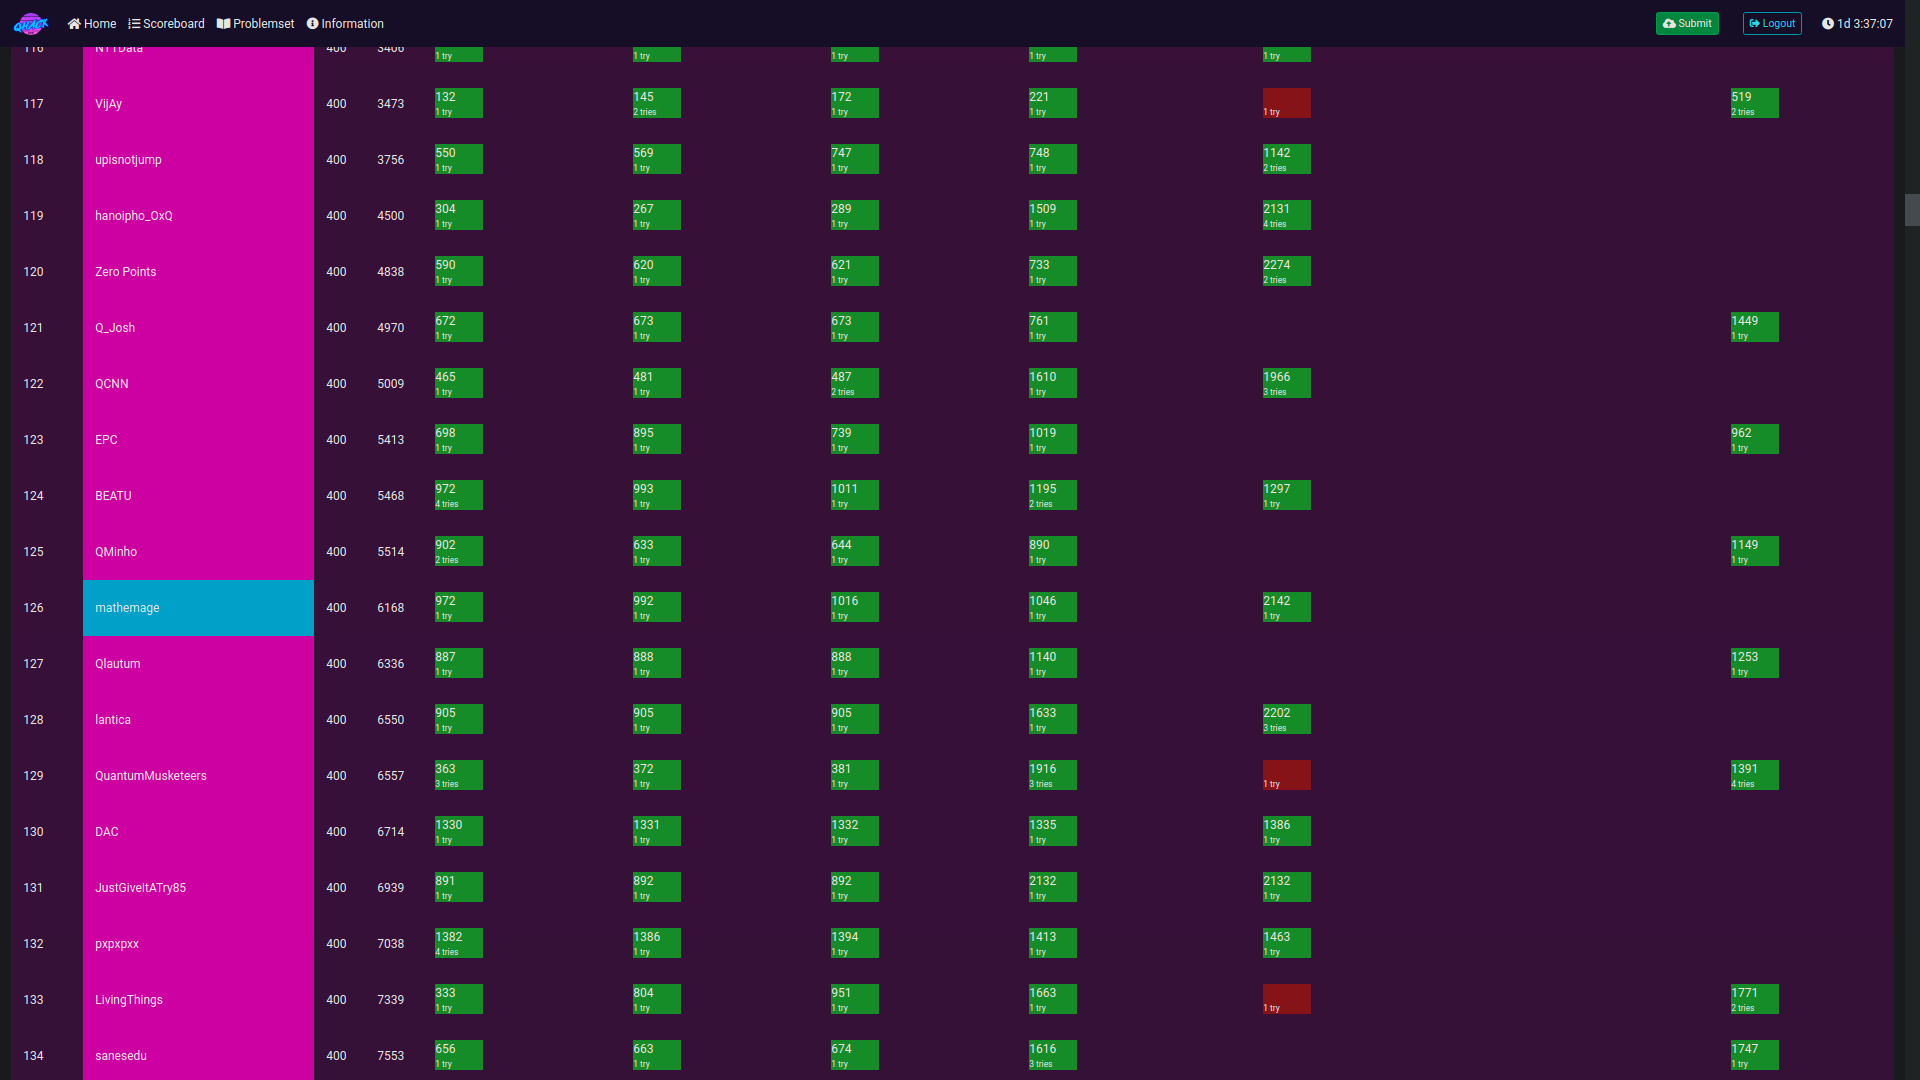 QHACK Home Scoreboard Problemset Information Submit Logout 1d 3:37:07
116 NTTData 400 3406
1 try 1 try 1 try 1 try 1 try
117 VijAy 400 3473 132 145 172 221 519
1 try 2 tries 1 try 1 try 1 try 2 tries
118 upisnotjump 400 3756 550 569 747 748 1142
1 try 1 try 1 try 1 try 2 tries
119 hanoipho_OxQ 400 4500 304 267 289 1509 2131
1 try 1 try 1 try 1 try 4 tries
120 Zero Points 400 4838 590 620 621 733 2274
1 try 1 try 1 try 1 try 2 tries
121 Q_Josh 400 4970 672 673 673 761 1449
1 try 1 try 1 try 1 try 1 try
122 QCNN 400 5009 465 481 487 1610 1966
1 try 1 try 2 tries 1 try 3 tries
123 EPC 400 5413 698 895 739 1019 962
1 try 1 try 1 try 1 try 1 try
124 BEATU 400 5468 972 993 1011 1195 1297
4 tries 1 try 1 try 2 tries 1 try
125 QMinho 400 5514 902 633 644 890 1149
2 tries 1 try 1 try 1 try 1 try
126 mathemage 400 6168 972 992 1016 1046 2142
1 try 1 try 1 try 1 try 1 try
127 Qlautum 400 6336 887 888 888 1140 1253
1 try 1 try 1 try 1 try 1 try
128 lantica 400 6550 905 905 905 1633 2202
1 try 1 try 1 try 1 try 3 tries
129 QuantumMusketeers 400 6557 363 372 381 1916 1391
3 tries 1 try 1 try 3 tries 1 try 4 tries
130 DAC 400 6714 1330 1331 1332 1335 1386
1 try 1 try 1 try 1 try 1 try
131 JustGiveItATry85 400 6939 891 892 892 2132 2132
1 try 1 try 1 try 1 try 1 try
132 pxpxpxx 400 7038 1382 1386 1394 1413 1463
4 tries 1 try 1 try 1 try 1 try
133 LivingThings 400 7339 333 804 951 1663 1771
1 try 1 try 1 try 1 try 1 try 2 tries
134 sanesedu 400 7553 656 663 674 1616 1747
1 try 1 try 1 try 3 tries 1 try